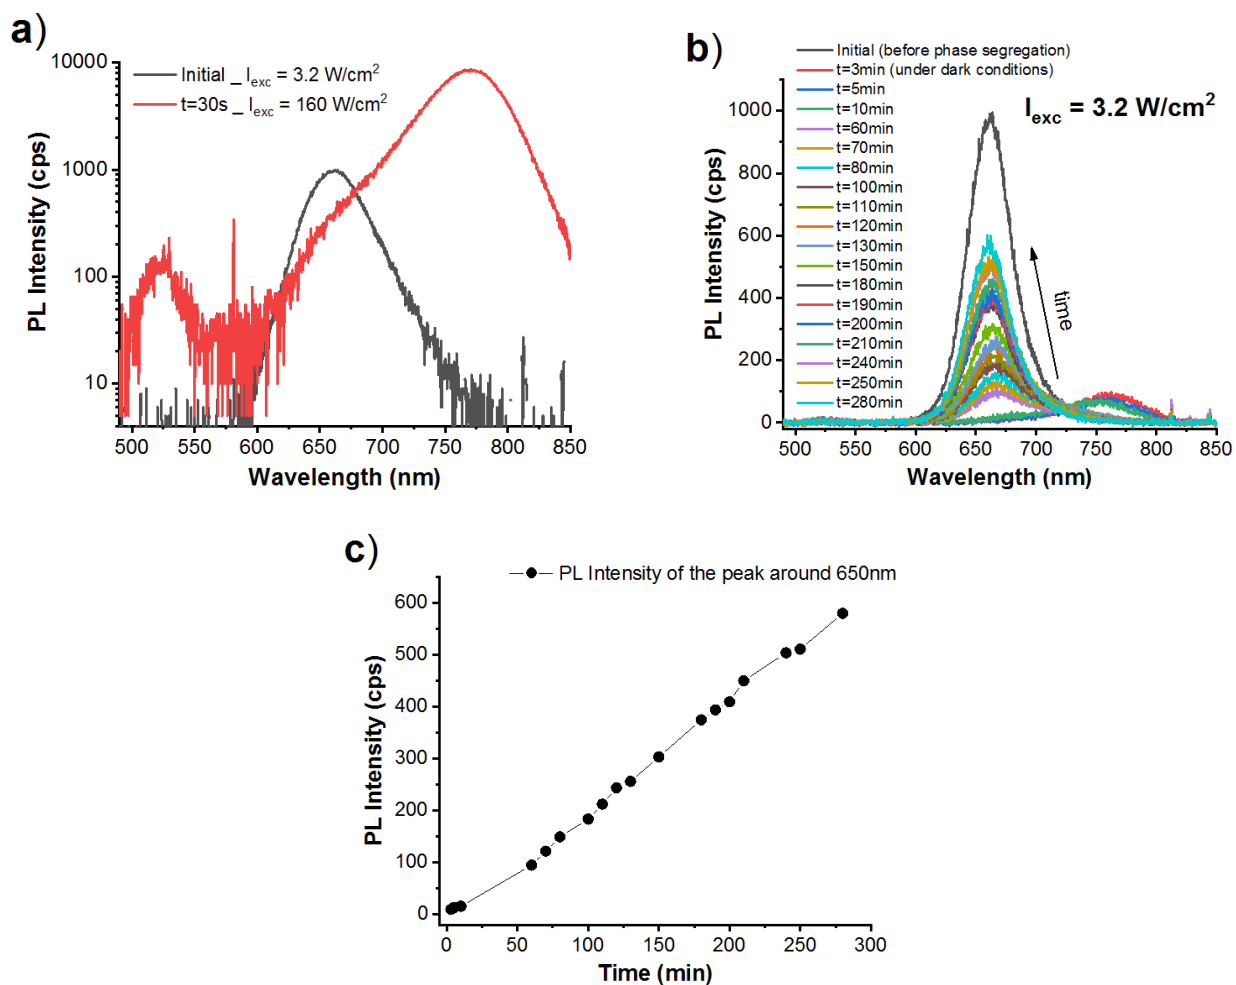 a)
Initial _ Iexc = 3.2 W/cm2
t=30s _ Iexc = 160 W/cm2
10000
1000
100
10
PL Intensity (cps)
500 550 600 650 700 750 800 850
Wavelength (nm)
b)
Initial (before phase segregation)
t=3min (under dark conditions)
t=5min
t=10min
t=60min
t=70min
t=80min
t=100min
t=110min
t=120min
t=130min
t=150min
t=180min
t=190min
t=200min
t=210min
t=240min
t=250min
t=280min
Iexc = 3.2 W/cm2
time
1000
800
600
400
200
0
PL Intensity (cps)
500 550 600 650 700 750 800 850
Wavelength (nm)
c)
PL Intensity of the peak around 650nm
600
500
400
300
200
100
0
PL Intensity (cps)
0 50 100 150 200 250 300
Time (min)